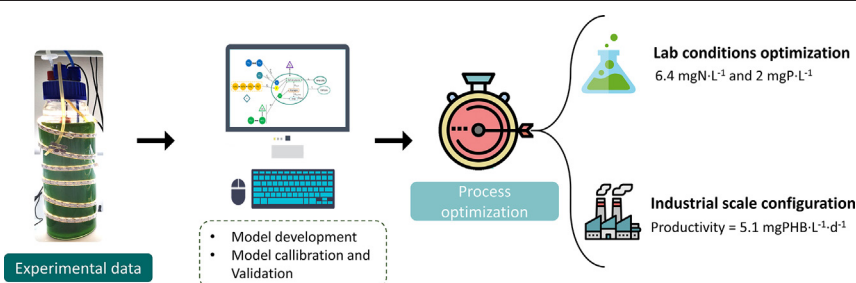 Lab conditions optimization
6.4 mgN·L⁻¹ and 2 mgP·L⁻¹
Process
optimization
Industrial scale configuration
Productivity = 5.1 mgPHB·L⁻¹·d⁻¹
• Model development
• Model callibration and
Validation
Experimental data